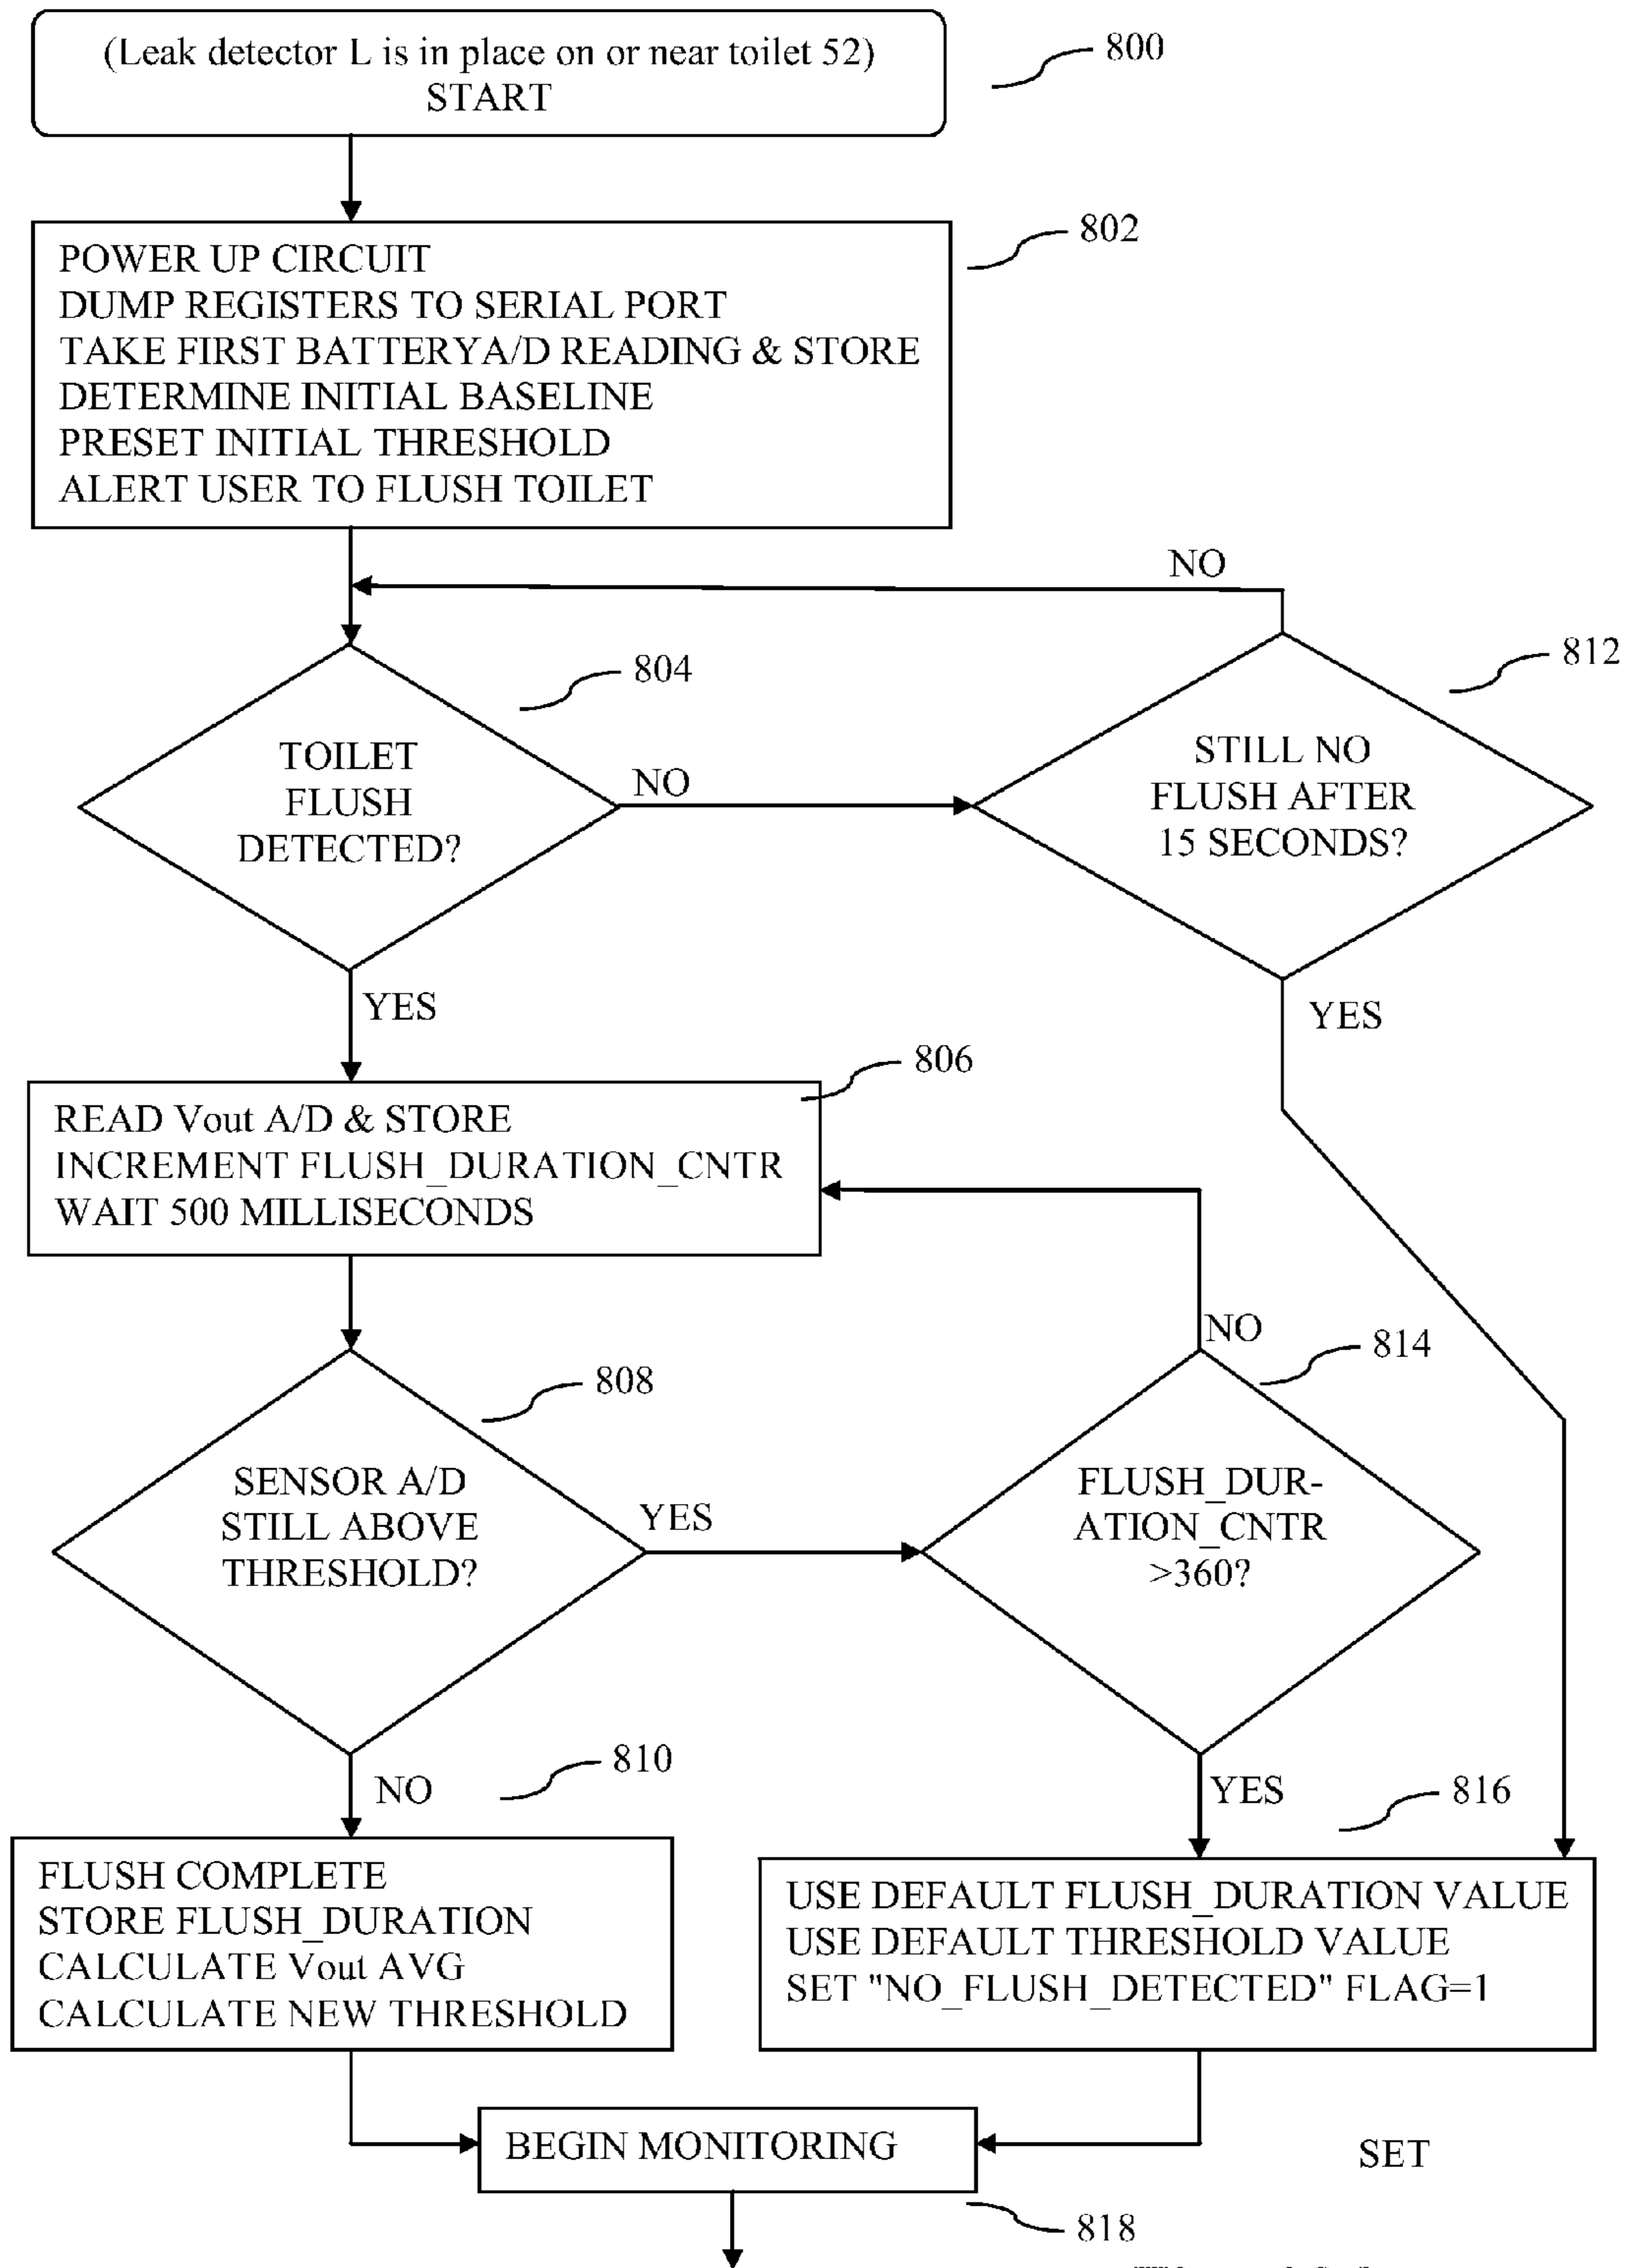 (Leak detector L is in place on or near toilet 52)
START
800
POWER UP CIRCUIT
DUMP REGISTERS TO SERIAL PORT
TAKE FIRST BATTERYA/D READING & STORE
DETERMINE INITIAL BASELINE
PRESET INITIAL THRESHOLD
ALERT USER TO FLUSH TOILET
802
NO
804
812
TOILET
FLUSH
DETECTED?
NO
STILL NO
FLUSH AFTER
15 SECONDS?
YES
YES
806
READ Vout A/D & STORE
INCREMENT FLUSH_DURATION_CNTR
WAIT 500 MILLISECONDS
NO
814
808
SENSOR A/D
STILL ABOVE
THRESHOLD?
YES
FLUSH_DUR-
ATION_CNTR
>360?
NO
810
YES
816
FLUSH COMPLETE
STORE FLUSH_DURATION
CALCULATE Vout AVG
CALCULATE NEW THRESHOLD
USE DEFAULT FLUSH_DURATION VALUE
USE DEFAULT THRESHOLD VALUE
SET "NO_FLUSH_DETECTED" FLAG=1
BEGIN MONITORING
SET
818